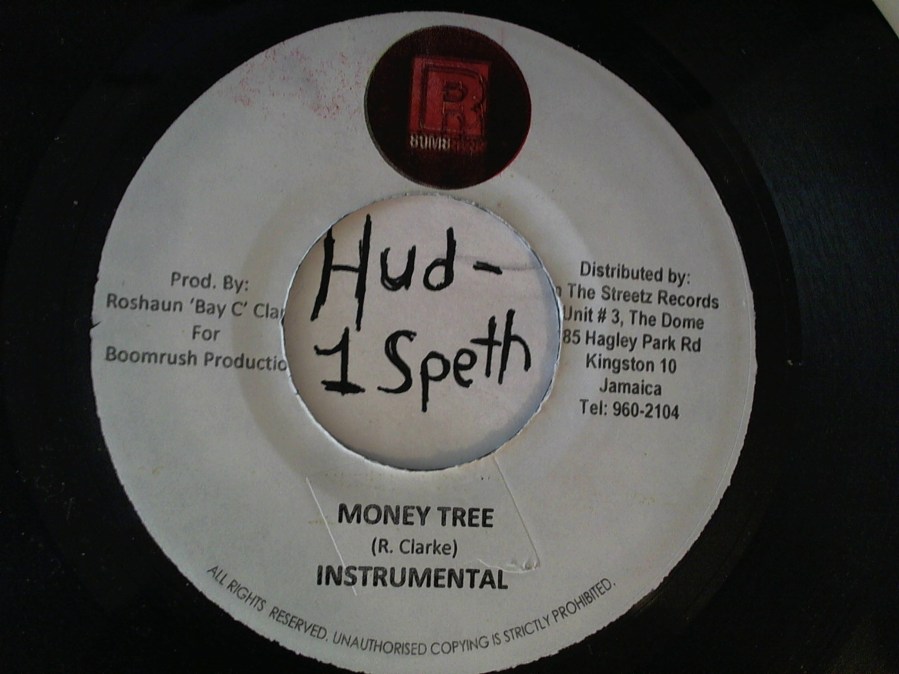 R
Prod. By:
Roshaun 'Bay C' Cla
For
Boomrush Productio
Hud-
1 Speth
Distributed by:
The Streetz Records
Unit # 3, The Dome
85 Hagley Park Rd
Kingston 10
Jamaica
Tel: 960-2104
MONEY TREE
(R. Clarke)
INSTRUMENTAL
ALL RIGHTS RESERVED. UNAUTHORISED COPYING IS STRICTLY PROHIBITED.